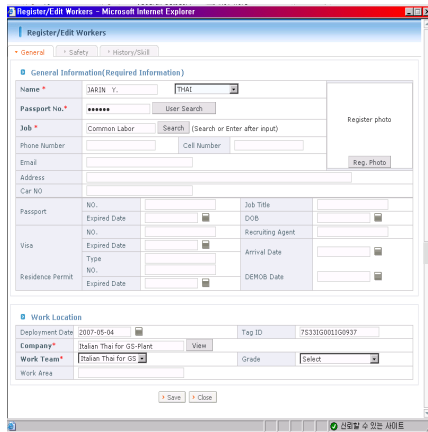 Register/Edit Workers - Microsoft Internet Explorer
Register/Edit Workers
General Safety History/Skill
General Information(Required Information)
Name * JARIN Y. THAI
Passport No.* ●●●●●● User Search
Register photo
Job * Common Labor Search (Search or Enter after input)
Phone Number Cell Number
Email Reg. Photo
Address
Car NO
Passport NO. Job Title
Expired Date DOB
Visa NO. Recruiting Agent
Expired Date Arrival Date
Type
Residence Permit NO. DEMOB Date
Expired Date
Work Location
Deployment Date 2007-05-04 Tag ID 7S33IG001IG0937
Company* Italian Thai for GS-Plant View
Work Team* Italian Thai for GS Grade Select
Work Area
Save Close
신뢰할 수 있는 사이트